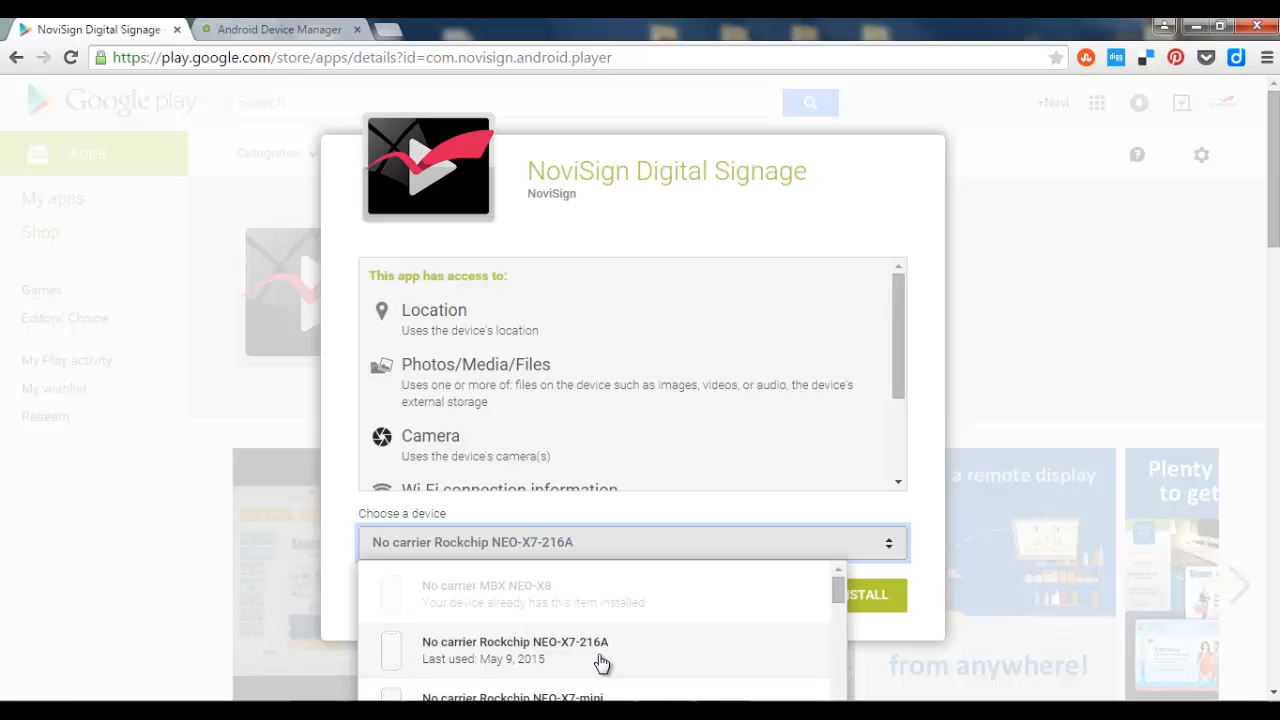 NoviSign Digital Signage
Android Device Manager
https://play.google.com/store/apps/details?id=com.novisign.android.player
Google play
Search
+Novi
Apps
Categories
My apps
Shop
Games
Editors' Choice
My Play activity
My wishlist
Redeem
NoviSign Digital Signage
NoviSign
This app has access to:
Location
Uses the device's location
Photos/Media/Files
Uses one or more of: files on the device such as images, videos, or audio, the device's
external storage
Camera
Uses the device's camera(s)
Wi-Fi connection information
Choose a device
No carrier Rockchip NEO-X7-216A
No carrier MBX NEO-X8
Your device already has this item installed
No carrier Rockchip NEO-X7-216A
Last used: May 9, 2015
No carrier Rockchip NEO-X7-mini
INSTALL
a remote display
from anywhere!
Plenty
to get
digg